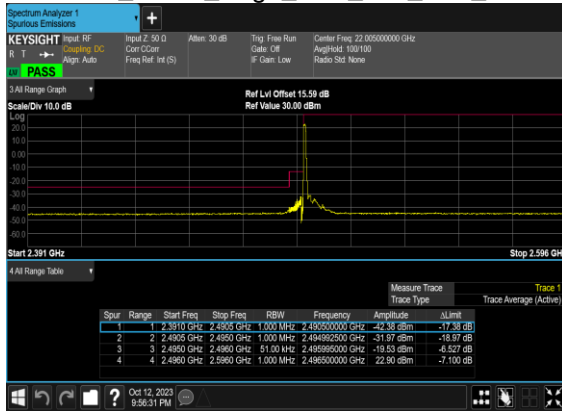 Spectrum Analyzer 1
Spurious Emissions
KEYSIGHT Input: RF Input Z: 50 Ω Atten: 30 dB Trig: Free Run Center Freq: 22.005000000 GHz
R T Coupling: DC Corr CCorr Gate: Off Avg|Hold: 100/100
Align: Auto Freq Ref: Int (S) IF Gain: Low Radio Std: None
PASS
3 All Range Graph
Ref Lvl Offset 15.59 dB
Scale/Div 10.0 dB Ref Value 30.00 dBm
Log
20.0
10.0
0.00
-10.0
-20.0
-30.0
-40.0
-50.0
-60.0
Start 2.391 GHz Stop 2.596 GH
4 All Range Table
Measure Trace Trace 1
Trace Type Trace Average (Active)
Spur Range Start Freq Stop Freq RBW Frequency Amplitude ΔLimit
1 1 2.3910 GHz 2.4905 GHz 1.000 MHz 2.490500000 GHz -42.38 dBm -17.38 dB
2 2 2.4905 GHz 2.4950 GHz 1.000 MHz 2.494992500 GHz -31.97 dBm -18.97 dB
3 3 2.4950 GHz 2.4960 GHz 51.00 kHz 2.495995000 GHz -19.53 dBm -6.527 dB
4 4 2.4960 GHz 2.5960 GHz 1.000 MHz 2.496500000 GHz 22.90 dBm -7.100 dB
? Oct 12, 2023
9:56:31 PM